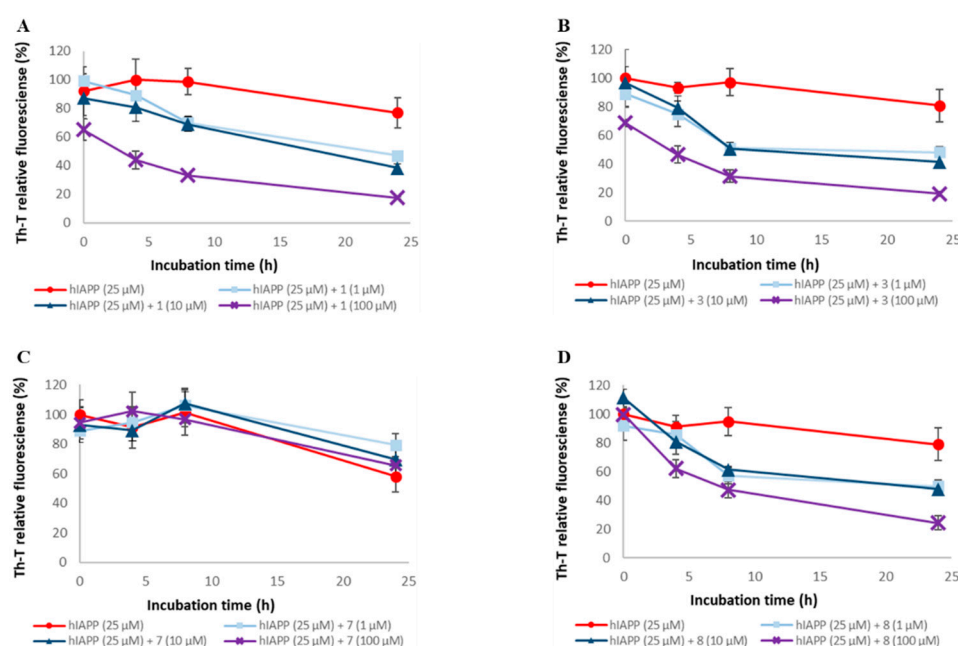 A
Th-T relative fluoresciense (%)
120
100
80
60
40
20
0
0 5 10 15 20 25
Incubation time (h)
hIAPP (25 µM) hIAPP (25 µM) + 1 (1 µM)
hIAPP (25 µM) + 1 (10 µM) hIAPP (25 µM) + 1 (100 µM)
B
Th-T relative fluoresciense (%)
120
100
80
60
40
20
0
0 5 10 15 20 25
Incubation time (h)
hIAPP (25 µM) hIAPP (25 µM) + 3 (1 µM)
hIAPP (25 µM) + 3 (10 µM) hIAPP (25 µM) + 3 (100 µM)
C
Th-T relative fluoresciense (%)
120
100
80
60
40
20
0
0 5 10 15 20 25
Incubation time (h)
hIAPP (25 µM) hIAPP (25 µM) + 7 (1 µM)
hIAPP (25 µM) + 7 (10 µM) hIAPP (25 µM) + 7 (100 µM)
D
Th-T relative fluoresciense (%)
120
100
80
60
40
20
0
0 5 10 15 20 25
Incubation time (h)
hIAPP (25 µM) hIAPP (25 µM) + 8 (1 µM)
hIAPP (25 µM) + 8 (10 µM) hIAPP (25 µM) + 8 (100 µM)